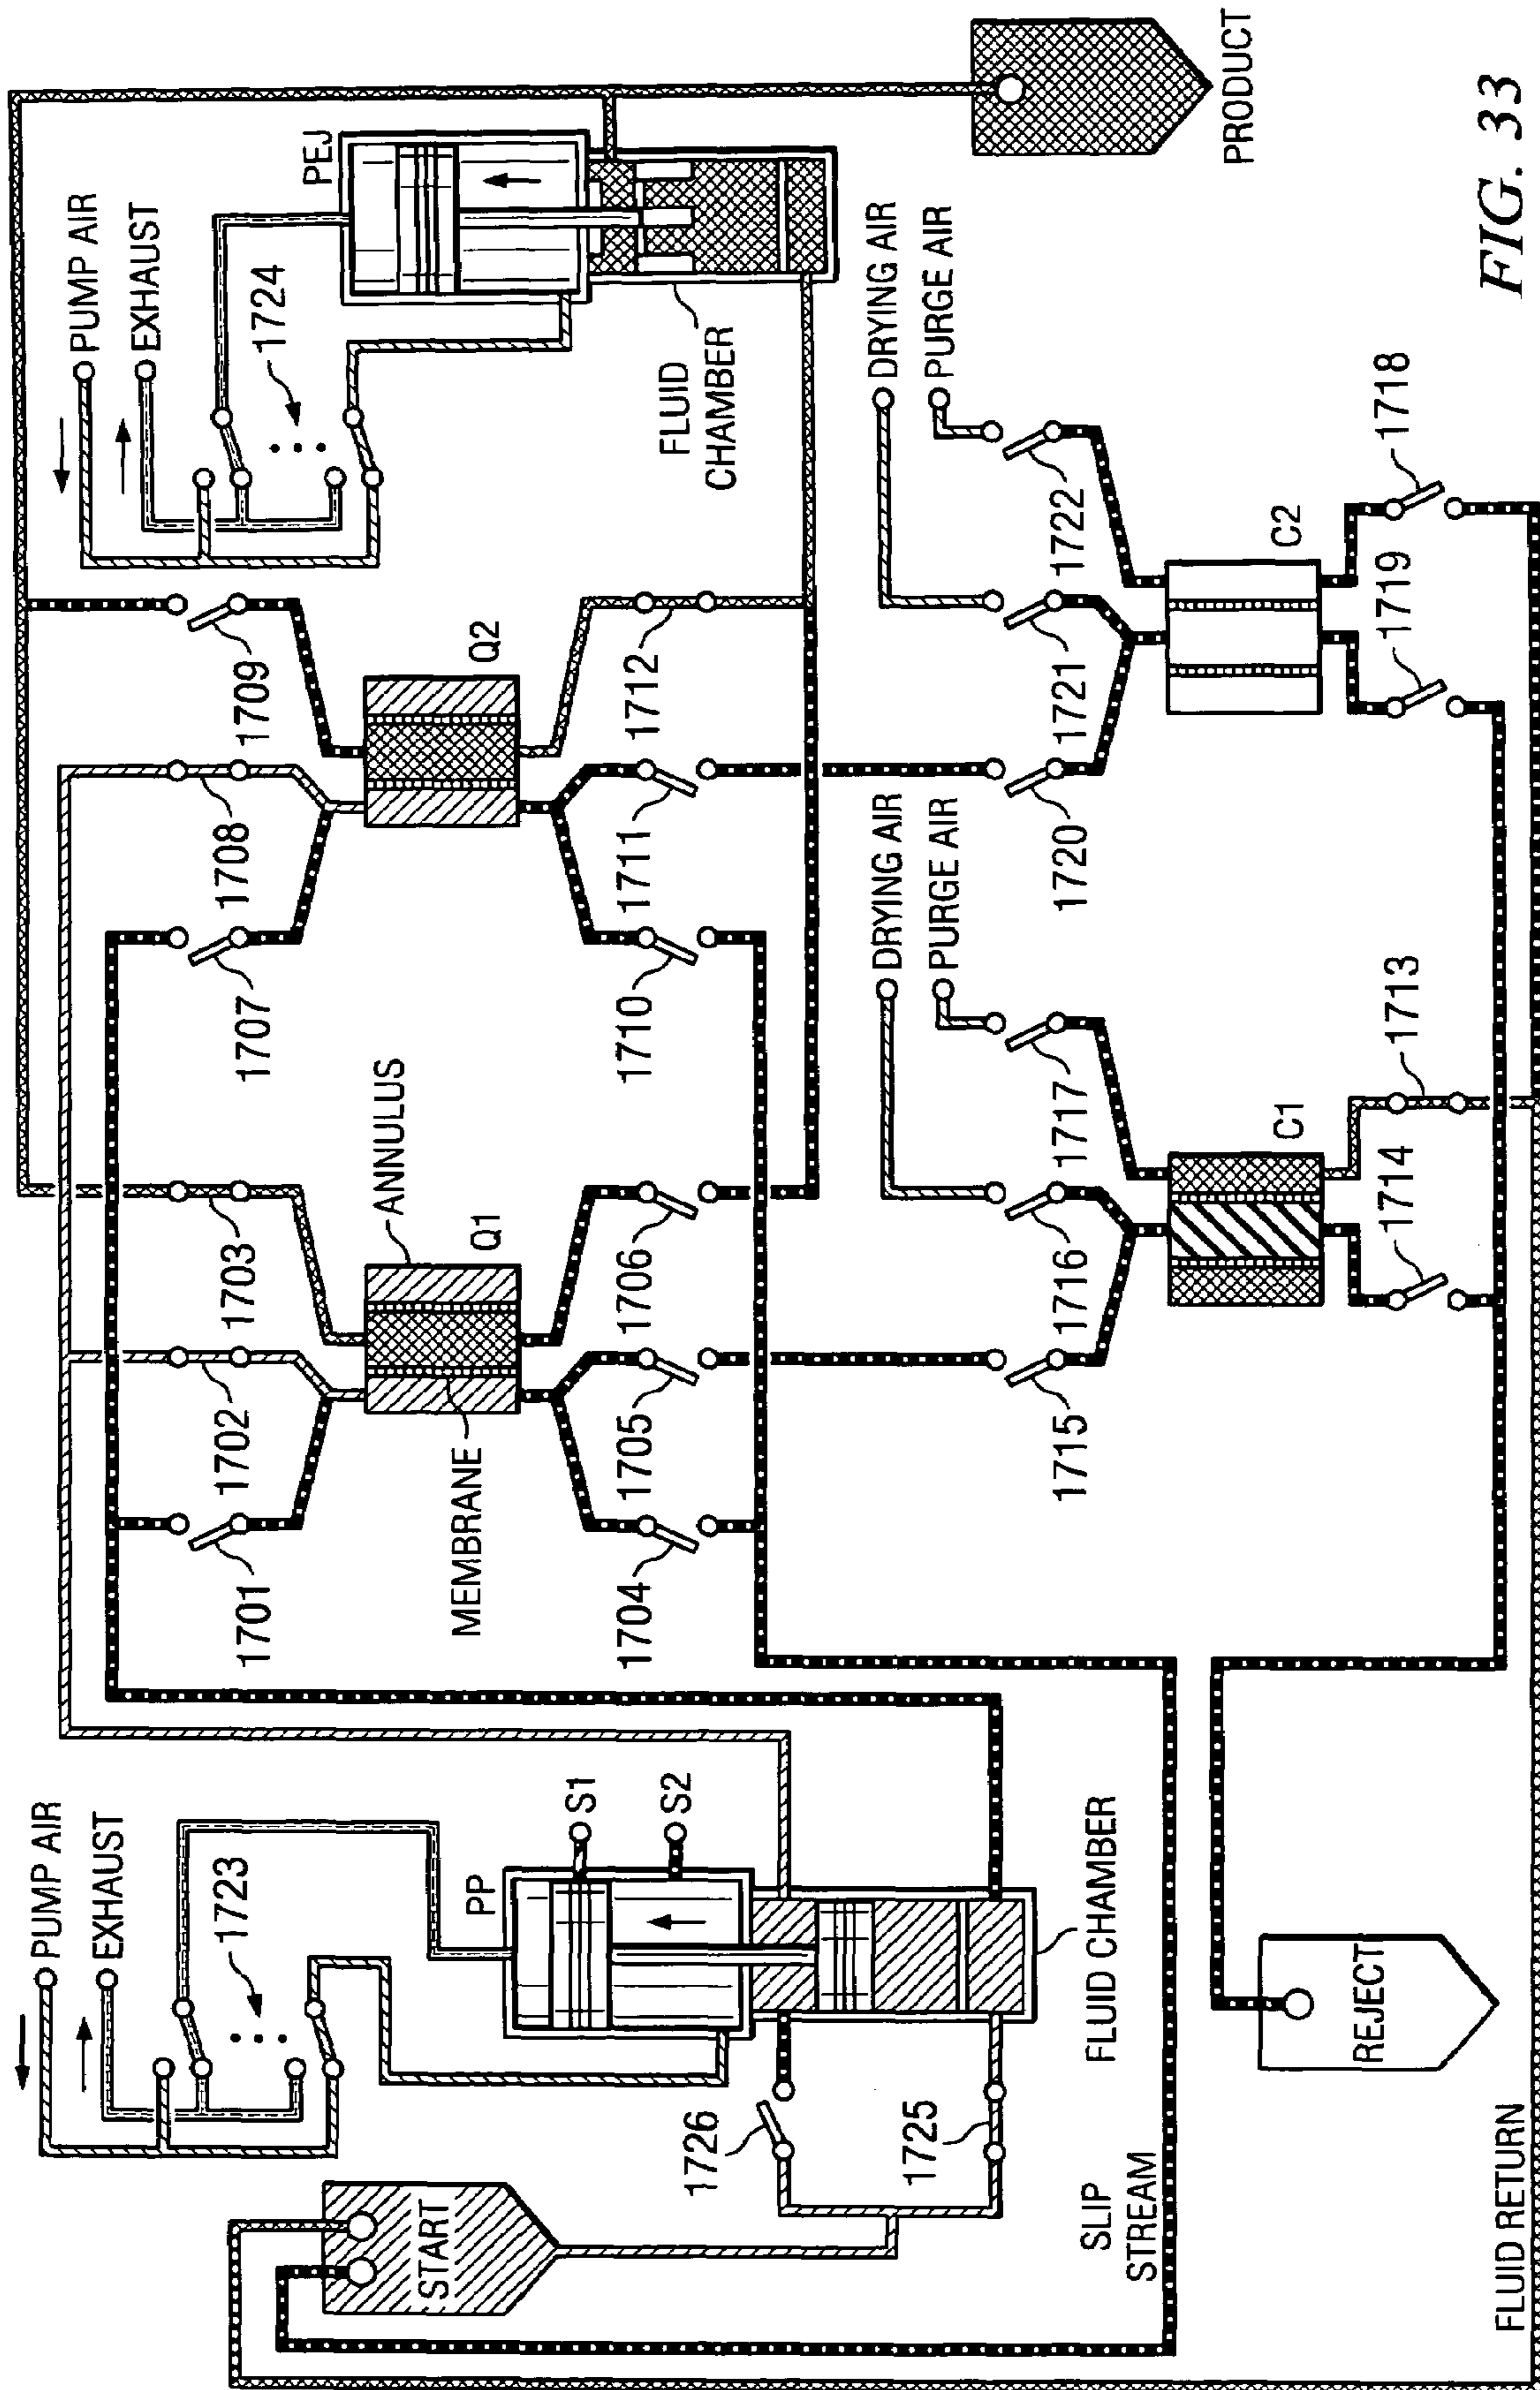 PUMP AIR
EXHAUST
1723
START
1726
1725
PP
S1
S2
FLUID CHAMBER
SLIP
STREAM
REJECT
FLUID RETURN
1701
1702
1703
MEMBRANE
ANNULUS
Q1
1704
1705
1706
1707
1708
1709
Q2
1710
1711
1712
PUMP AIR
EXHAUST
1724
PEJ
FLUID
CHAMBER
PRODUCT
DRYING AIR
PURGE AIR
1715
1716
1717
C1
1714
1713
DRYING AIR
PURGE AIR
1720
1721
1722
C2
1719
1718
FIG. 33